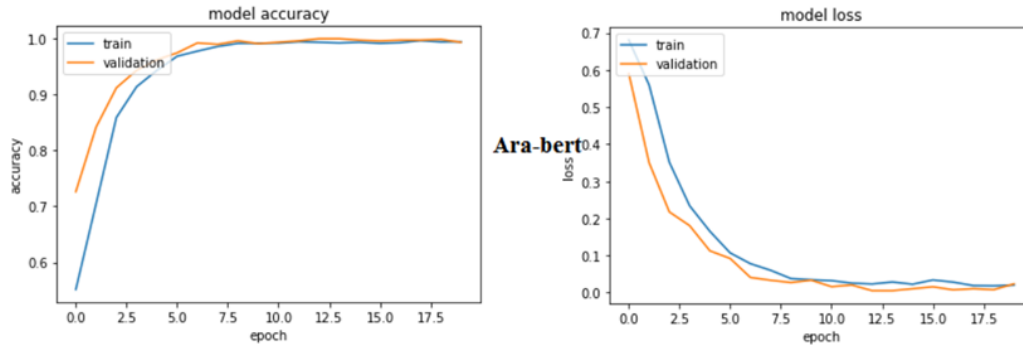 model accuracy
train
validation
1.0
0.9
0.8
0.7
0.6
accuracy
0.0 2.5 5.0 7.5 10.0 12.5 15.0 17.5
epoch
Ara-bert
model loss
train
validation
0.7
0.6
0.5
0.4
0.3
0.2
0.1
0.0
loss
0.0 2.5 5.0 7.5 10.0 12.5 15.0 17.5
epoch